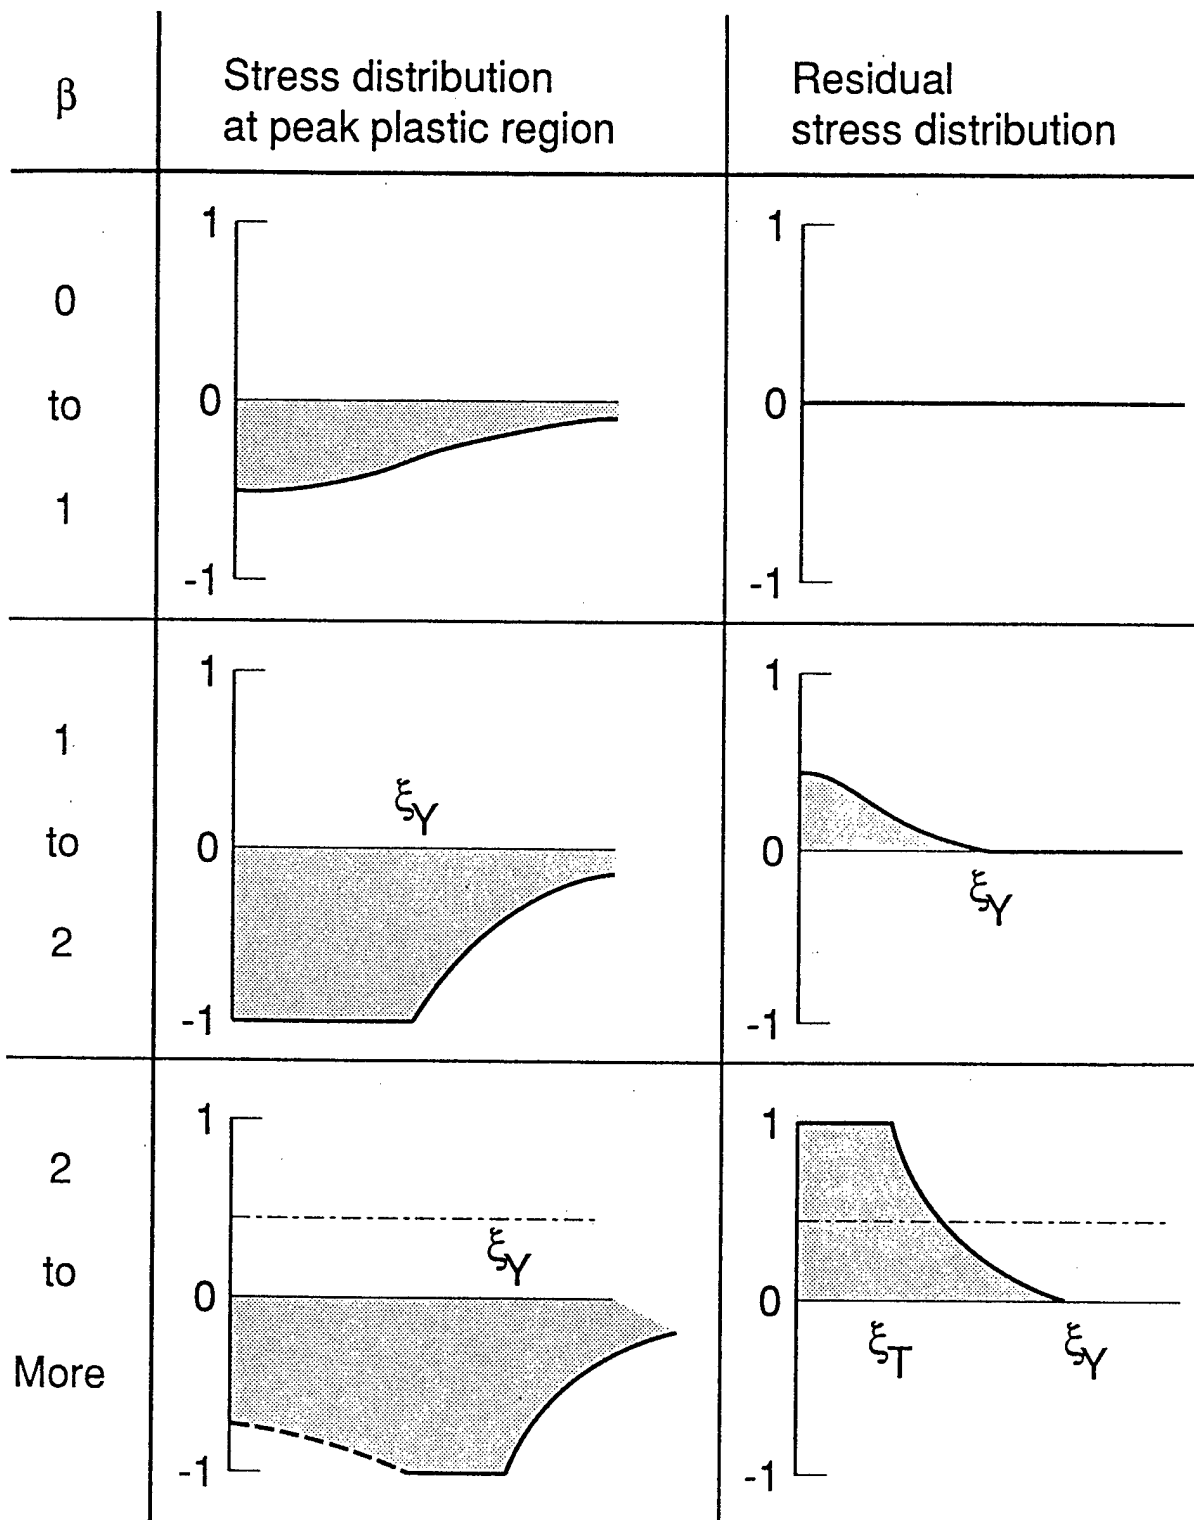 β
Stress distribution
at peak plastic region
Residual
stress distribution
0
to
1
1
0
-1
1
0
-1
1
to
2
1
ξY
0
-1
1
0
ξY
-1
2
to
More
1
ξY
0
-1
1
0
ξT ξY
-1